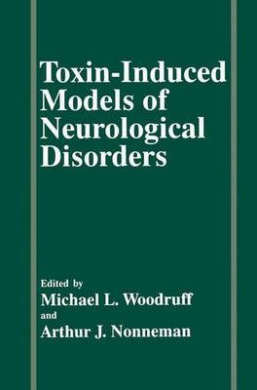 Toxin-Induced
Models of
Neurological
Disorders
Edited by
Michael L. Woodruff
and
Arthur J. Nonneman